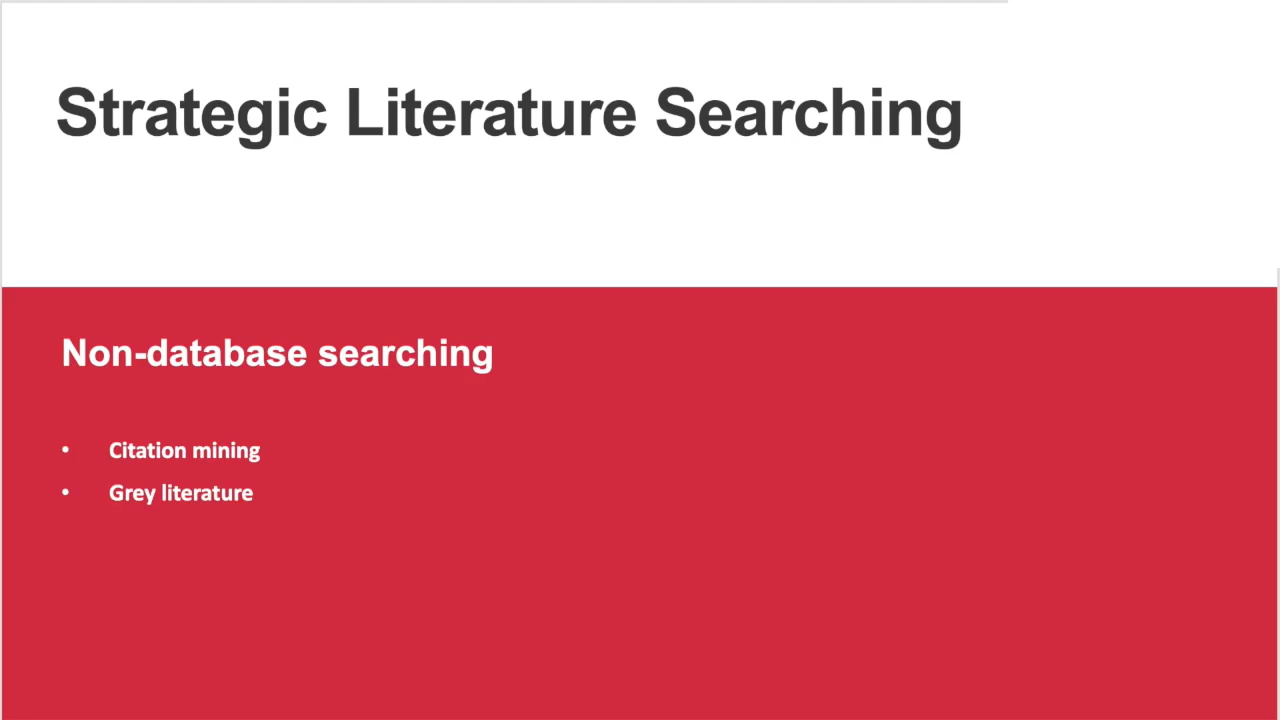 Strategic Literature Searching
Non-database searching
• Citation mining
• Grey literature